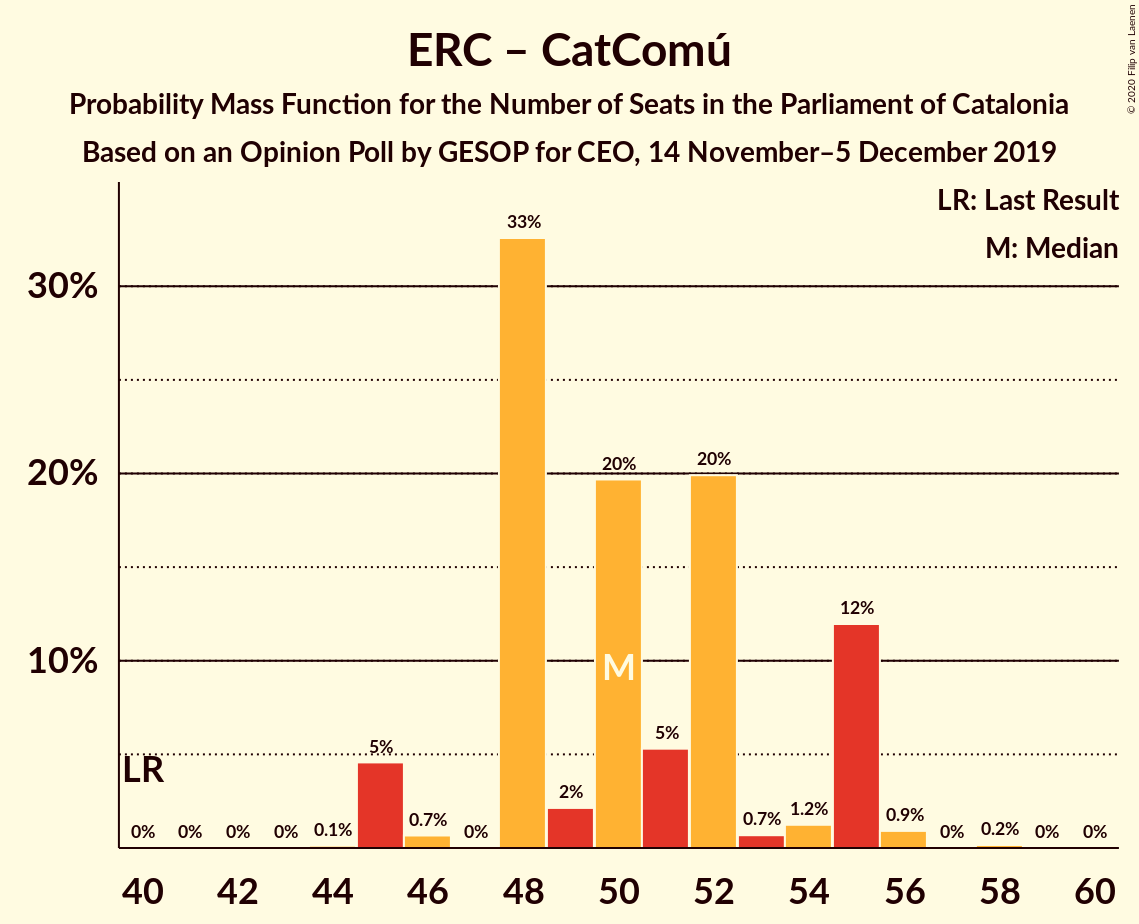 ERC – CatComú
Probability Mass Function for the Number of Seats in the Parliament of Catalonia
Based on an Opinion Poll by GESOP for CEO, 14 November–5 December 2019
© 2020 Filip van Laenen
LR: Last Result
M: Median
30%
20%
10%
33%
20%
20%
12%
5%
5%
2%
0%
0%
0%
0%
0.1%
0.7%
0%
0.7%
1.2%
0.9%
0%
0.2%
0%
0%
M
LR
40 42 44 46 48 50 52 54 56 58 60